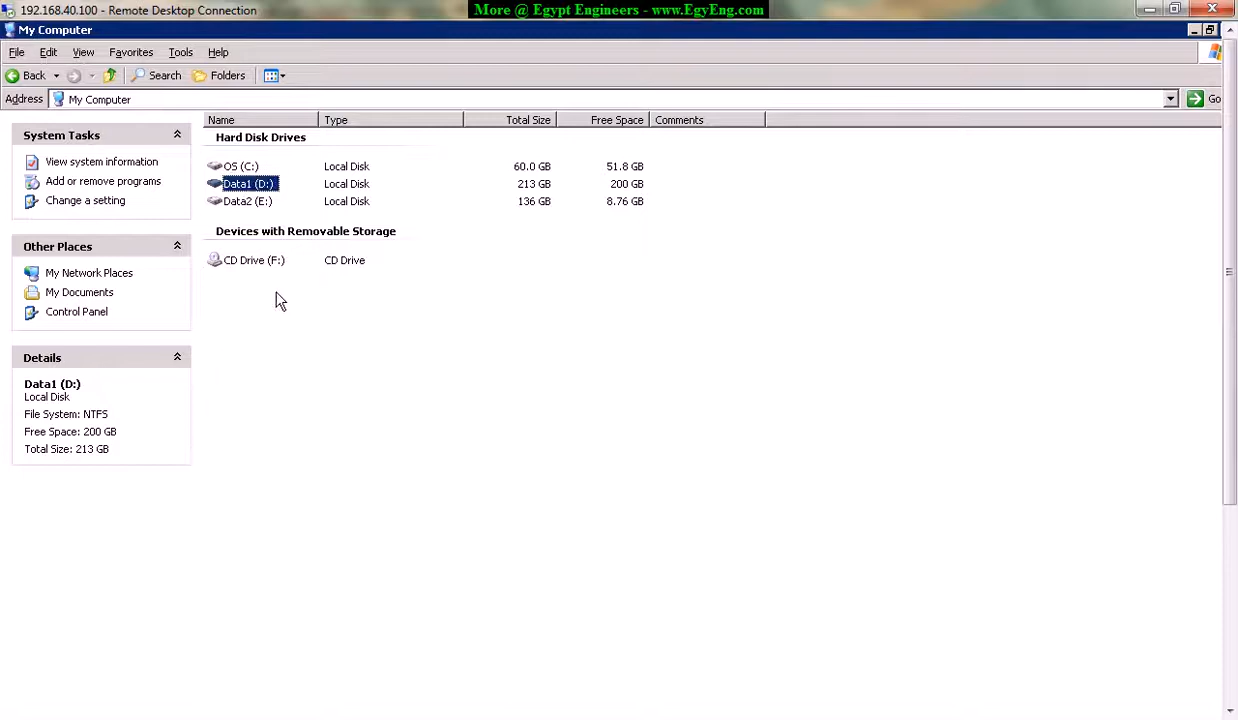 192.168.40.100 - Remote Desktop Connection
More @ Egypt Engineers - www.EgyEng.com
My Computer
File Edit View Favorites Tools Help
Back Search Folders
Address My Computer Go
Name Type Total Size Free Space Comments
System Tasks
View system information
Add or remove programs
Change a setting
Other Places
My Network Places
My Documents
Control Panel
Details
Data1 (D:)
Local Disk
File System: NTFS
Free Space: 200 GB
Total Size: 213 GB
Hard Disk Drives
OS (C:) Local Disk 60.0 GB 51.8 GB
Data1 (D:) Local Disk 213 GB 200 GB
Data2 (E:) Local Disk 136 GB 8.76 GB
Devices with Removable Storage
CD Drive (F:) CD Drive